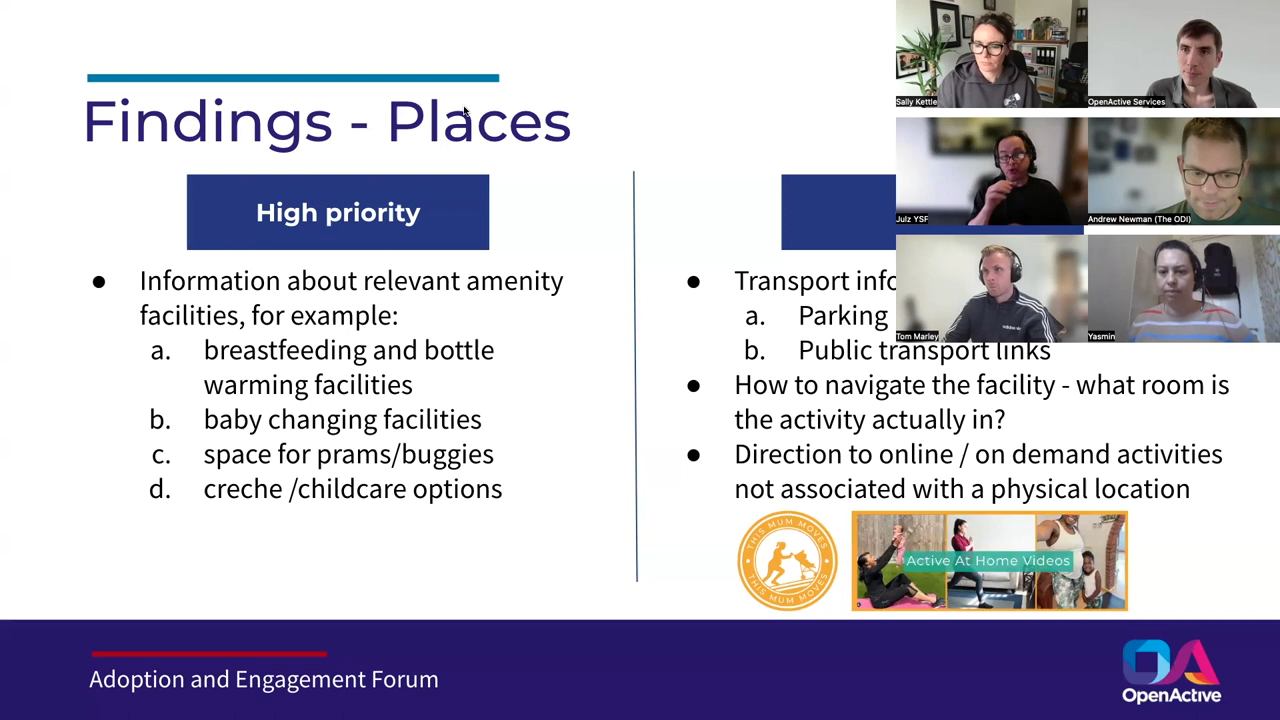 Findings - Places
High priority
● Information about relevant amenity
facilities, for example:
a. breastfeeding and bottle
warming facilities
b. baby changing facilities
c. space for prams/buggies
d. creche /childcare options
● Transport info
a. Parking
b. Public transport links
● How to navigate the facility - what room is
the activity actually in?
● Direction to online / on demand activities
not associated with a physical location
THIS MUM MOVES
THIS MUM MOVES
Active At Home Videos
Sally Kettle
OpenActive Services
Julz YSF
Andrew Newman (The ODI)
Tom Marley
Yasmin
adidas
Adoption and Engagement Forum
OpenActive